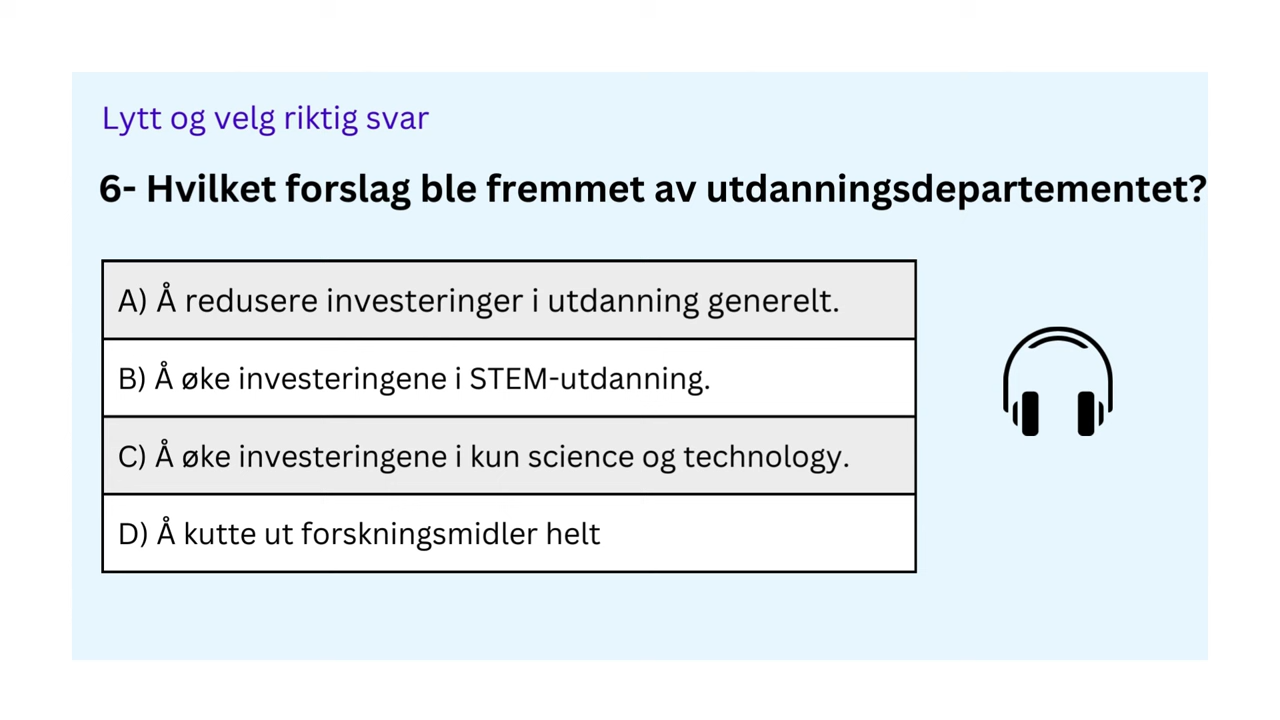 Lytt og velg riktig svar
6- Hvilket forslag ble fremmet av utdanningsdepartementet?
A) Å redusere investeringer i utdanning generelt.
B) Å øke investeringene i STEM-utdanning.
C) Å øke investeringene i kun science og technology.
D) Å kutte ut forskningsmidler helt